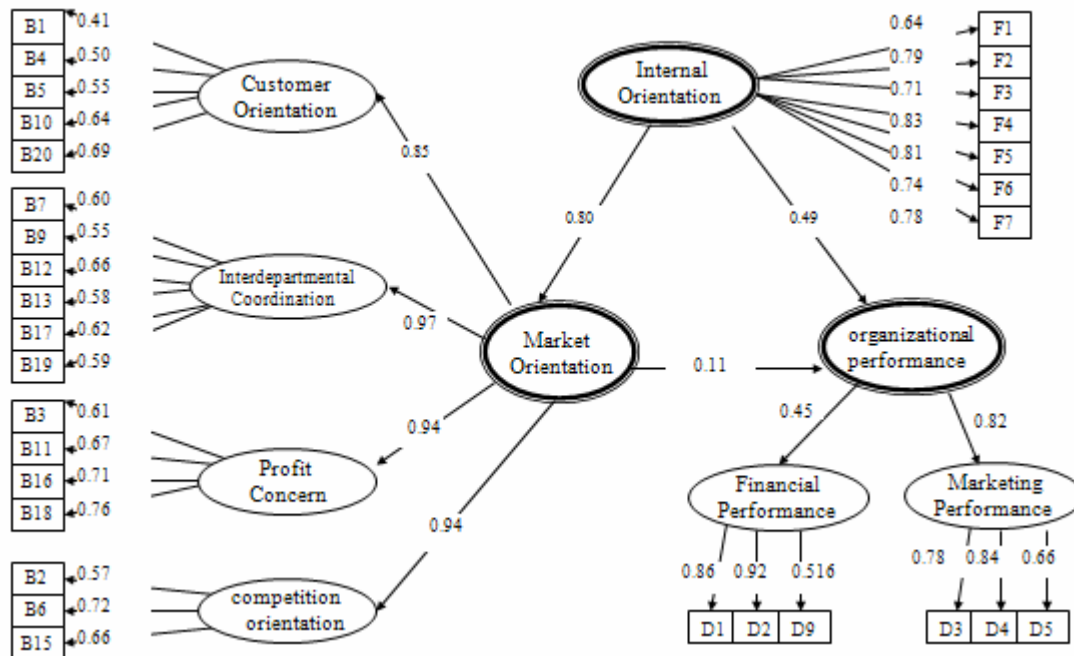 B1 0.41
B4 0.50
B5 0.55
B10 0.64
B20 0.69
Customer
Orientation
0.85
Internal
Orientation
0.64 F1
0.79 F2
0.71 F3
0.83 F4
0.81 F5
0.74 F6
0.78 F7
0.80
0.49
B7 0.60
B9 0.55
B12 0.66
B13 0.58
B17 0.62
B19 0.59
Interdepartmental
Coordination
0.97
Market
Orientation
0.11
organizational
performance
B3 0.61
B11 0.67
B16 0.71
B18 0.76
Profit
Concern
0.94
0.94
0.45
0.82
Financial
Performance
Marketing
Performance
B2 0.57
B6 0.72
B15 0.66
competition
orientation
0.86 0.92 0.516
D1 D2 D9
0.78 0.84 0.66
D3 D4 D5